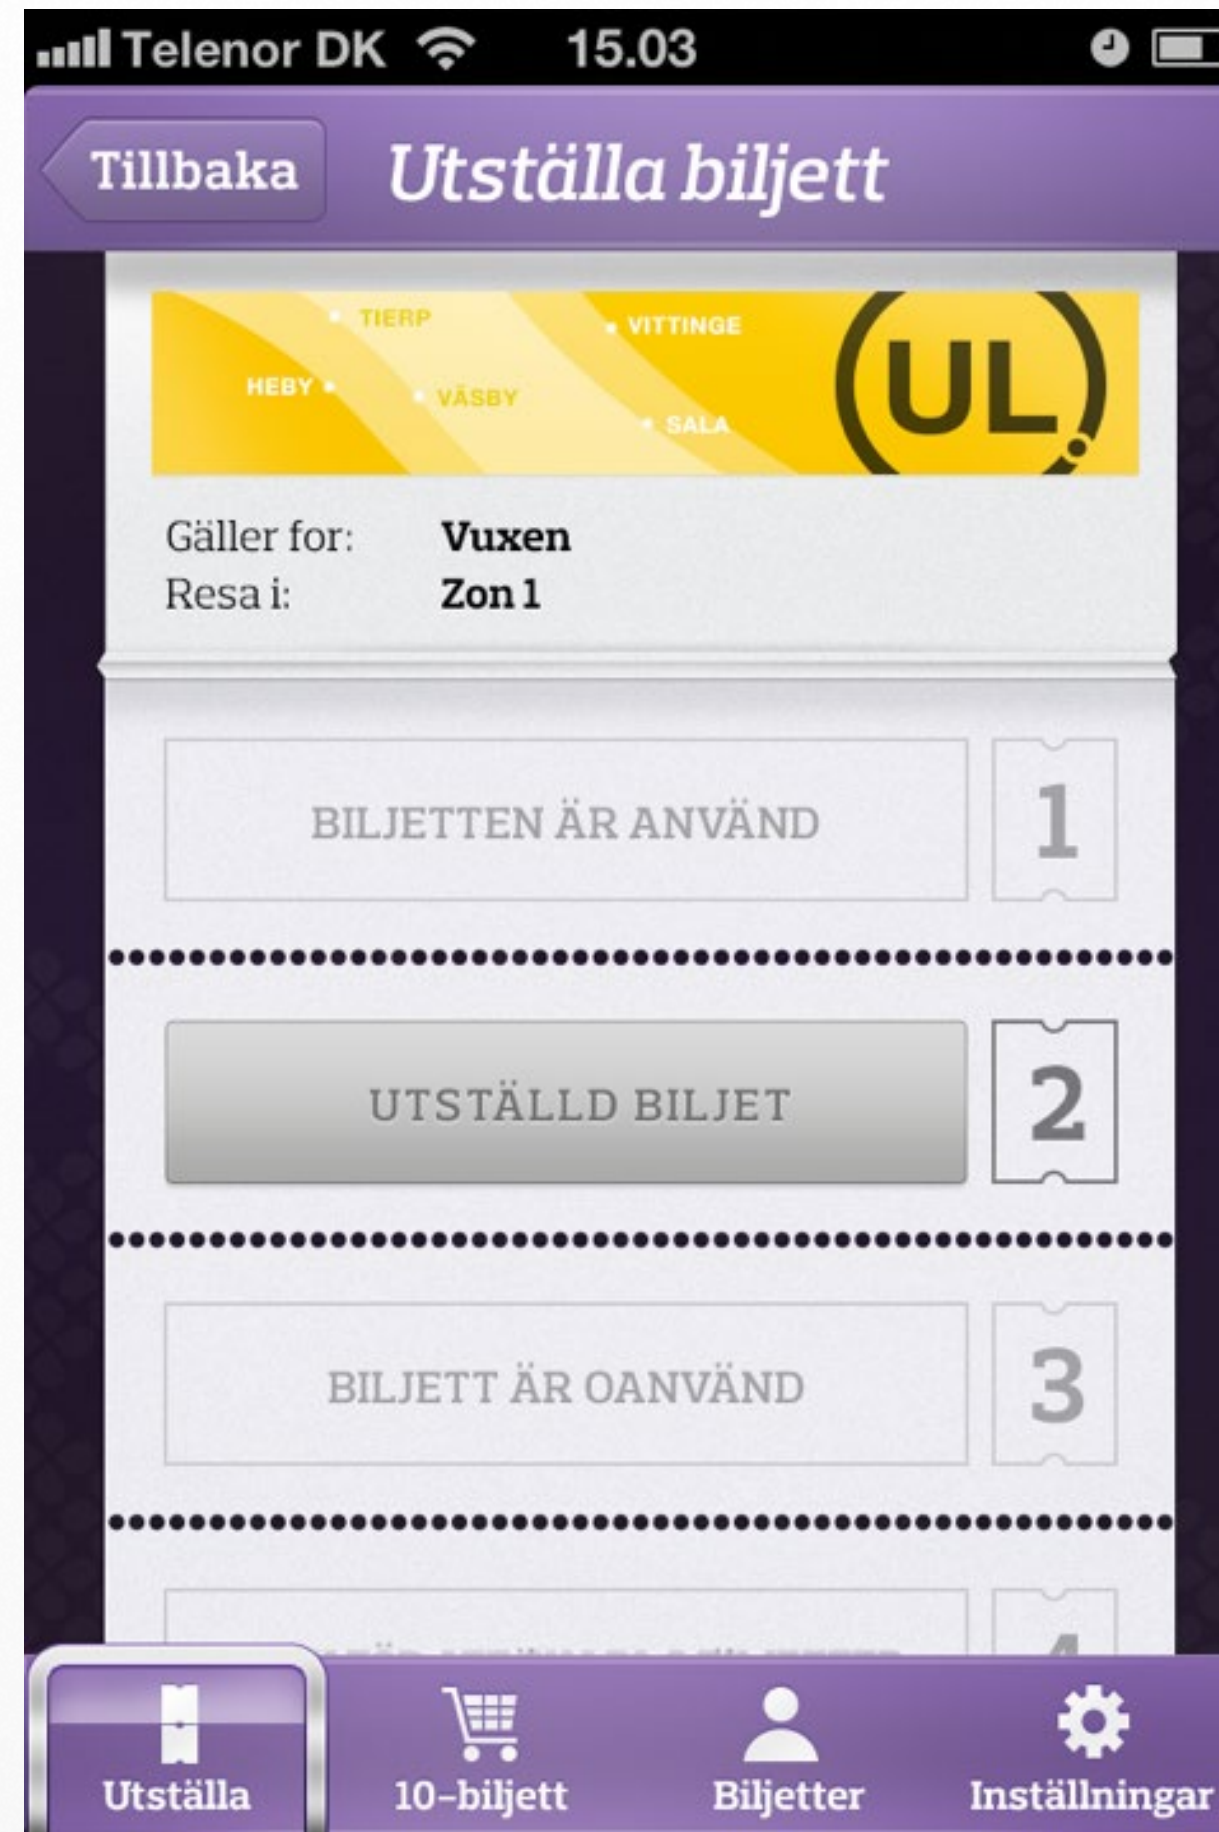 Telenor DK 15.03
Tillbaka Utställa biljett
TIERP VITTINGE
HEBY VÄSBY SALA
UL
Gäller for: Vuxen
Resa i: Zon 1
BILJETTEN ÄR ANVÄND 1
UTSTÄLLD BILJET 2
BILJETT ÄR OANVÄND 3
4
Utställa 10-biljett Biljetter Inställningar